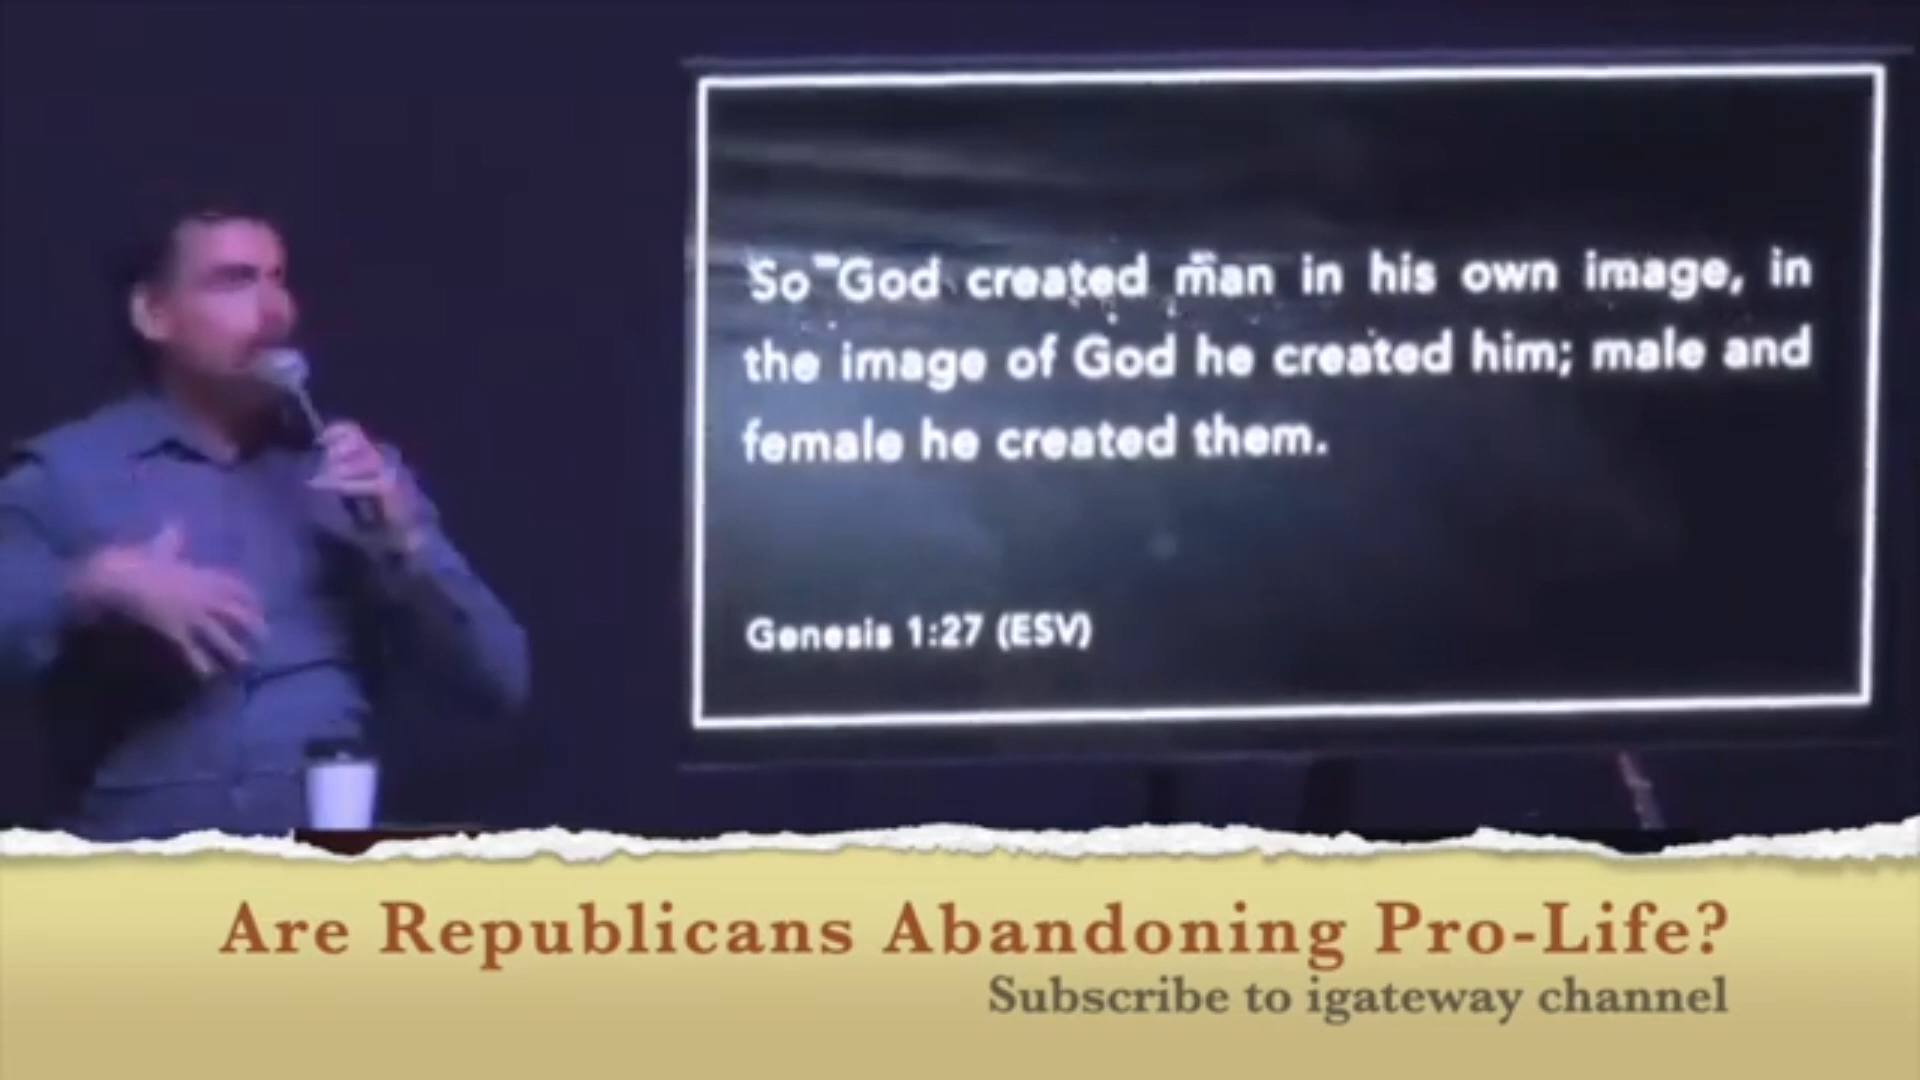 So God created man in his own image, in
the image of God he created him; male and
female he created them.
Genesis 1:27 (ESV)
Are Republicans Abandoning Pro-Life?
Subscribe to igateway channel